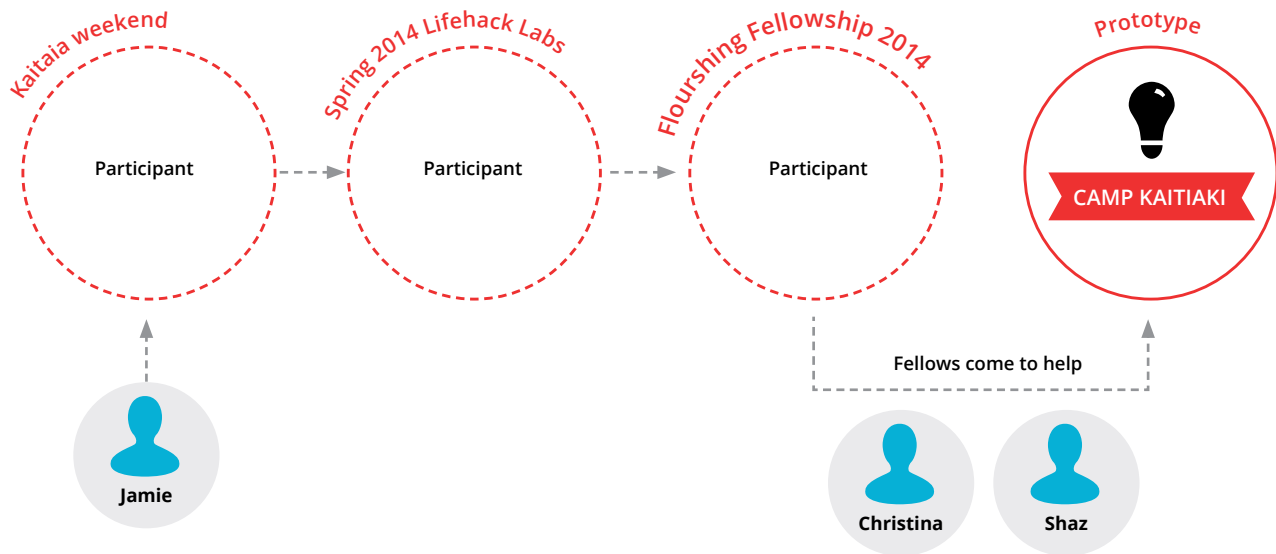 Kaitaia weekend
Spring 2014 Lifehack Labs
Flourshing Fellowship 2014
Prototype
Participant
Participant
Participant
CAMP KAITIAKI
Fellows come to help
Jamie
Christina
Shaz